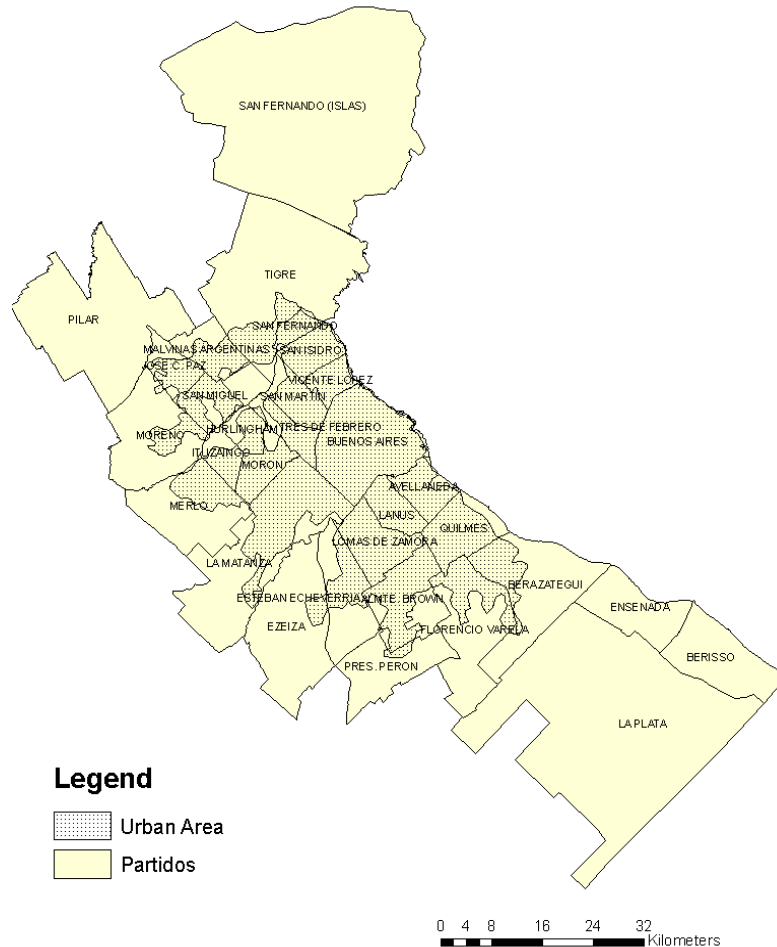 SAN FERNANDO (ISLAS)
TIGRE
PILAR
SAN FERNANDO
MALVINAS ARGENTINAS
SAN ISIDRO
JOSE C. PAZ
VICENTE LOPEZ
SAN MIGUEL
SAN MARTIN
HURLINGHAM
TRES DE FEBRERO
MORENO
BUENOS AIRES
ITUZAINGO
MORON
AVELLANEDA
MERLO
LANUS
QUILMES
LOMAS DE ZAMORA
LA MATANZA
BERAZATEGUI
ESTEBAN ECHEVERRIA
ALMTE. BROWN
ENSENADA
EZEIZA
FLORENCIO VARELA
BERISSO
PRES. PERON
LA PLATA
Legend
Urban Area
Partidos
0 4 8 16 24 32
Kilometers